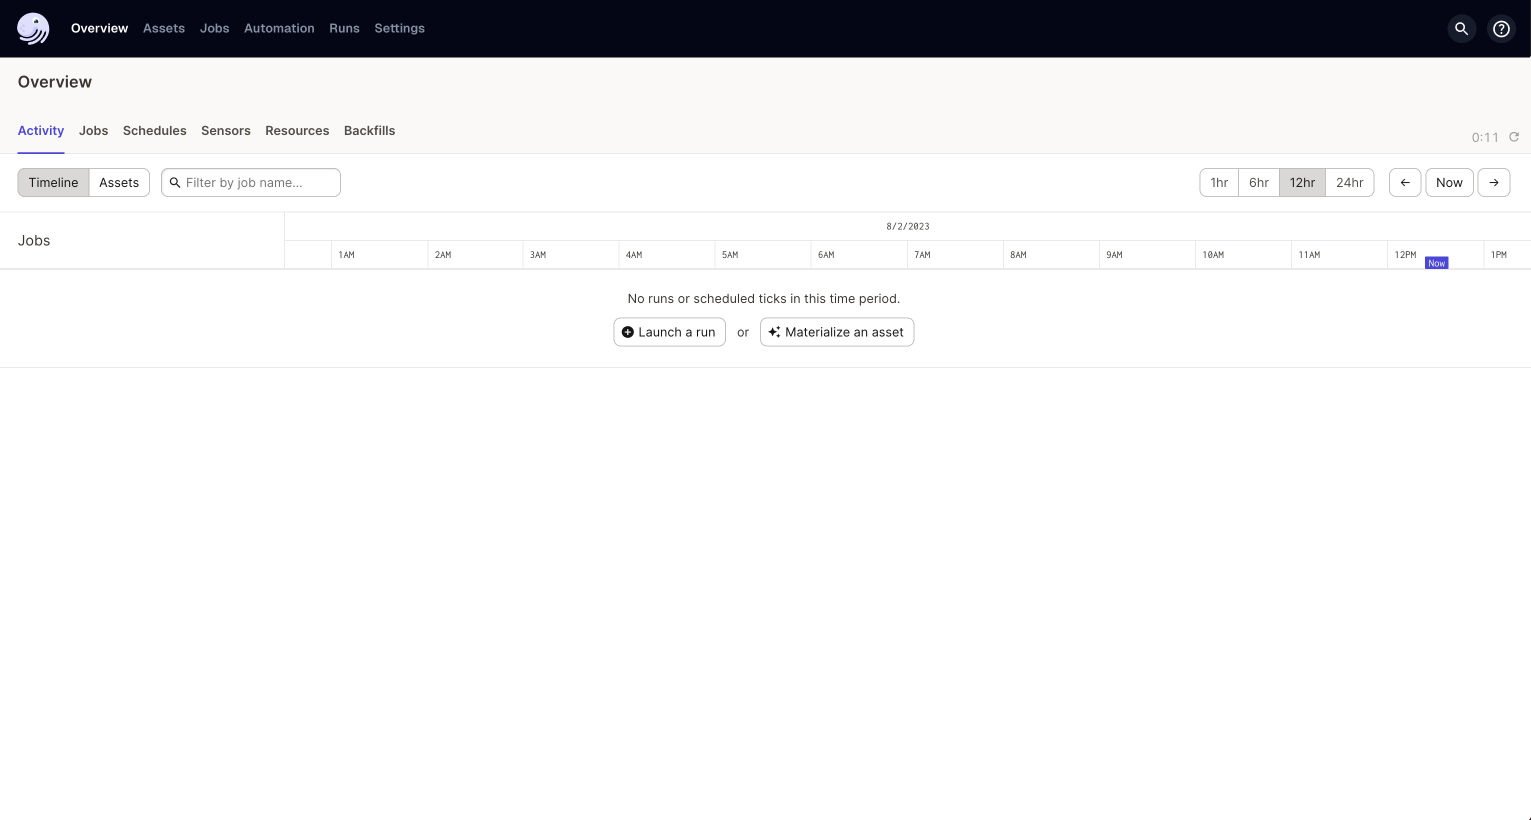 Overview Assets Jobs Automation Runs Settings
Overview
Activity Jobs Schedules Sensors Resources Backfills
0:11
Timeline Assets Filter by job name... 1hr 6hr 12hr 24hr ← Now →
Jobs
8/2/2023
1AM 2AM 3AM 4AM 5AM 6AM 7AM 8AM 9AM 10AM 11AM 12PM 1PM
Now
No runs or scheduled ticks in this time period.
Launch a run or Materialize an asset